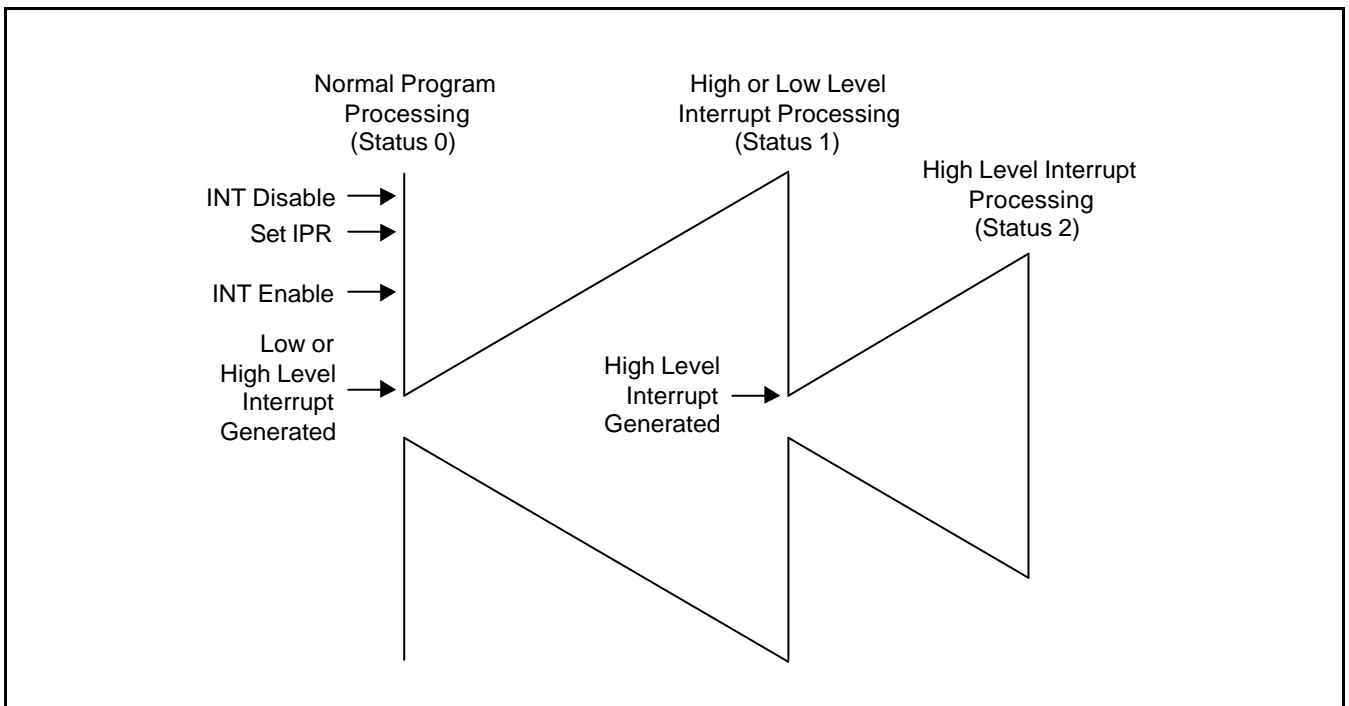 Normal Program
Processing
(Status 0)
High or Low Level
Interrupt Processing
(Status 1)
High Level Interrupt
Processing
(Status 2)
INT Disable
Set IPR
INT Enable
Low or
High Level
Interrupt
Generated
High Level
Interrupt
Generated